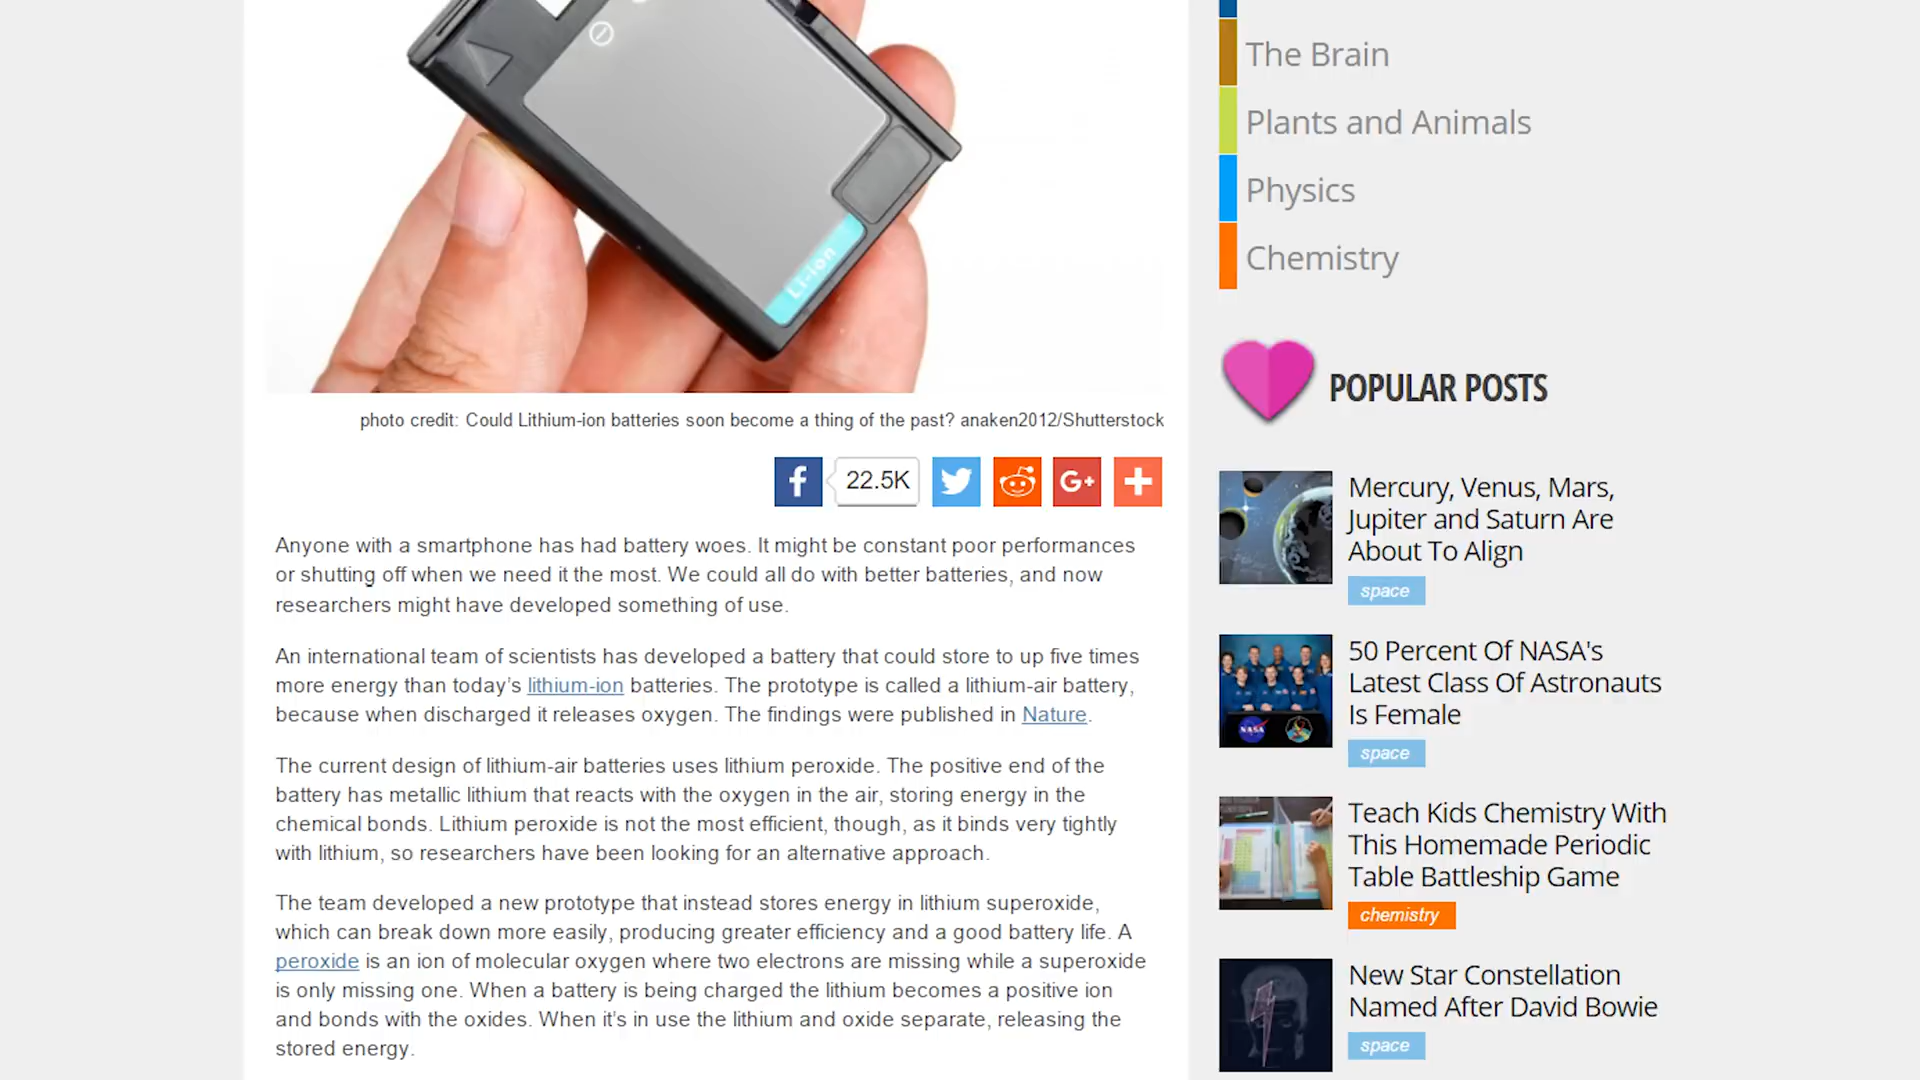 Li-ion
photo credit: Could Lithium-ion batteries soon become a thing of the past? anaken2012/Shutterstock
22.5K
Anyone with a smartphone has had battery woes. It might be constant poor performances
or shutting off when we need it the most. We could all do with better batteries, and now
researchers might have developed something of use.
An international team of scientists has developed a battery that could store to up five times
more energy than today’s lithium-ion batteries. The prototype is called a lithium-air battery,
because when discharged it releases oxygen. The findings were published in Nature.
The current design of lithium-air batteries uses lithium peroxide. The positive end of the
battery has metallic lithium that reacts with the oxygen in the air, storing energy in the
chemical bonds. Lithium peroxide is not the most efficient, though, as it binds very tightly
with lithium, so researchers have been looking for an alternative approach.
The team developed a new prototype that instead stores energy in lithium superoxide,
which can break down more easily, producing greater efficiency and a good battery life. A
peroxide is an ion of molecular oxygen where two electrons are missing while a superoxide
is only missing one. When a battery is being charged the lithium becomes a positive ion
and bonds with the oxides. When it's in use the lithium and oxide separate, releasing the
stored energy.
The Brain
Plants and Animals
Physics
Chemistry
POPULAR POSTS
Mercury, Venus, Mars,
Jupiter and Saturn Are
About To Align
space
50 Percent Of NASA's
Latest Class Of Astronauts
Is Female
space
Teach Kids Chemistry With
This Homemade Periodic
Table Battleship Game
chemistry
New Star Constellation
Named After David Bowie
space